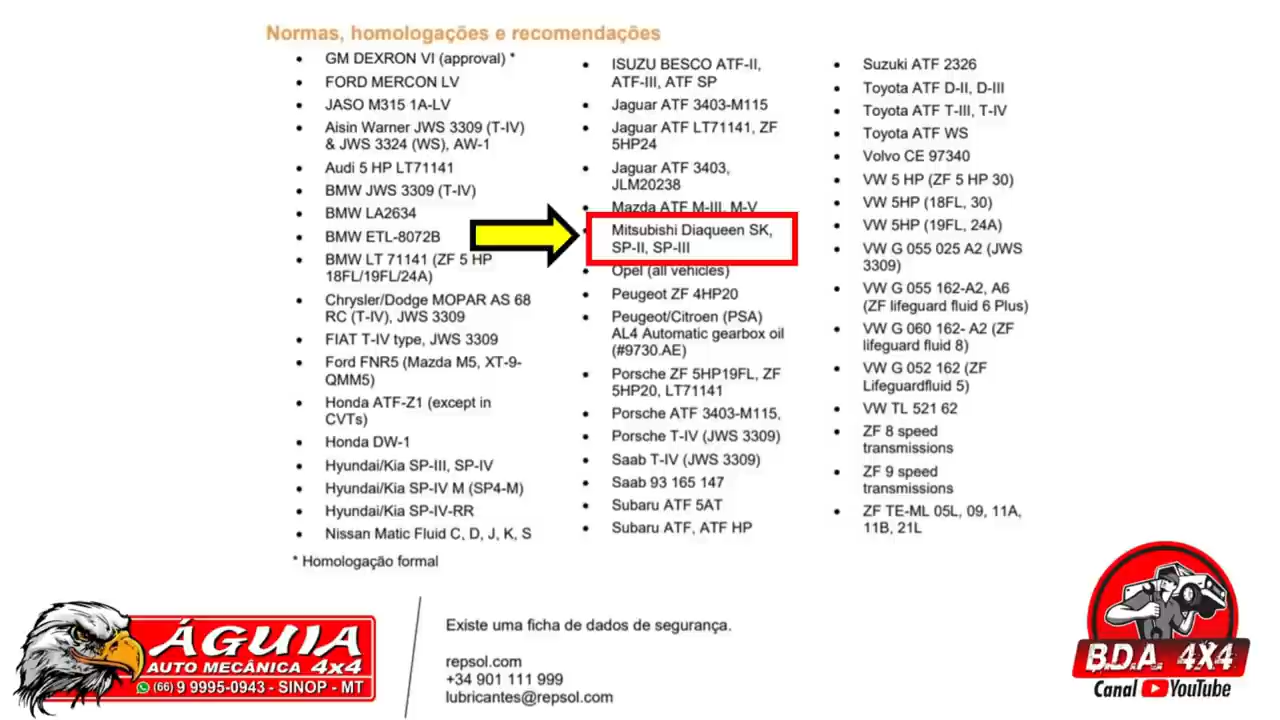 Normas, homologações e recomendações
GM DEXRON VI (approval) *
FORD MERCON LV
JASO M315 1A-LV
Aisin Warner JWS 3309 (T-IV)
& JWS 3324 (WS), AW-1
Audi 5 HP LT71141
BMW JWS 3309 (T-IV)
BMW LA2634
BMW ETL-8072B
BMW LT 71141 (ZF 5 HP
18FL/19FL/24A)
Chrysler/Dodge MOPAR AS 68
RC (T-IV), JWS 3309
FIAT T-IV type, JWS 3309
Ford FNR5 (Mazda M5, XT-9-
QMM5)
Honda ATF-Z1 (except in
CVTs)
Honda DW-1
Hyundai/Kia SP-III, SP-IV
Hyundai/Kia SP-IV M (SP4-M)
Hyundai/Kia SP-IV-RR
Nissan Matic Fluid C, D, J, K, S
ISUZU BESCO ATF-II,
ATF-III, ATF SP
Jaguar ATF 3403-M115
Jaguar ATF LT71141, ZF
5HP24
Jaguar ATF 3403,
JLM20238
Mazda ATF M-III, M-V
Mitsubishi Diaqueen SK,
SP-II, SP-III
Opel (all vehicles)
Peugeot ZF 4HP20
Peugeot/Citroen (PSA)
AL4 Automatic gearbox oil
(#9730.AE)
Porsche ZF 5HP19FL, ZF
5HP20, LT71141
Porsche ATF 3403-M115,
Porsche T-IV (JWS 3309)
Saab T-IV (JWS 3309)
Saab 93 165 147
Subaru ATF 5AT
Subaru ATF, ATF HP
Suzuki ATF 2326
Toyota ATF D-II, D-III
Toyota ATF T-III, T-IV
Toyota ATF WS
Volvo CE 97340
VW 5 HP (ZF 5 HP 30)
VW 5HP (18FL, 30)
VW 5HP (19FL, 24A)
VW G 055 025 A2 (JWS
3309)
VW G 055 162-A2, A6
(ZF lifeguard fluid 6 Plus)
VW G 060 162- A2 (ZF
lifeguard fluid 8)
VW G 052 162 (ZF
Lifeguardfluid 5)
VW TL 521 62
ZF 8 speed
transmissions
ZF 9 speed
transmissions
ZF TE-ML 05L, 09, 11A,
11B, 21L
* Homologação formal
ÁGUIA
AUTO MECÂNICA 4x4
(66) 9 9995-0943 - SINOP - MT
Existe uma ficha de dados de segurança.
repsol.com
+34 901 111 999
lubricantes@repsol.com
B.D.A. 4X4
Canal YouTube